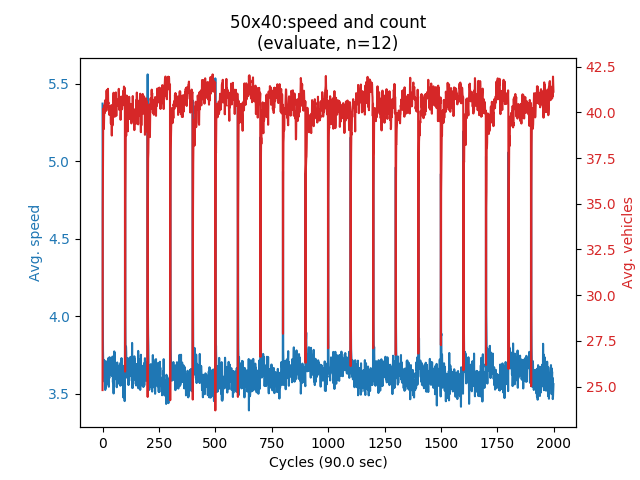 50x40:speed and count
(evaluate, n=12)
5.5
5.0
4.5
4.0
3.5
Avg. speed
42.5
40.0
37.5
35.0
32.5
30.0
27.5
25.0
Avg. vehicles
0 250 500 750 1000 1250 1500 1750 2000
Cycles (90.0 sec)